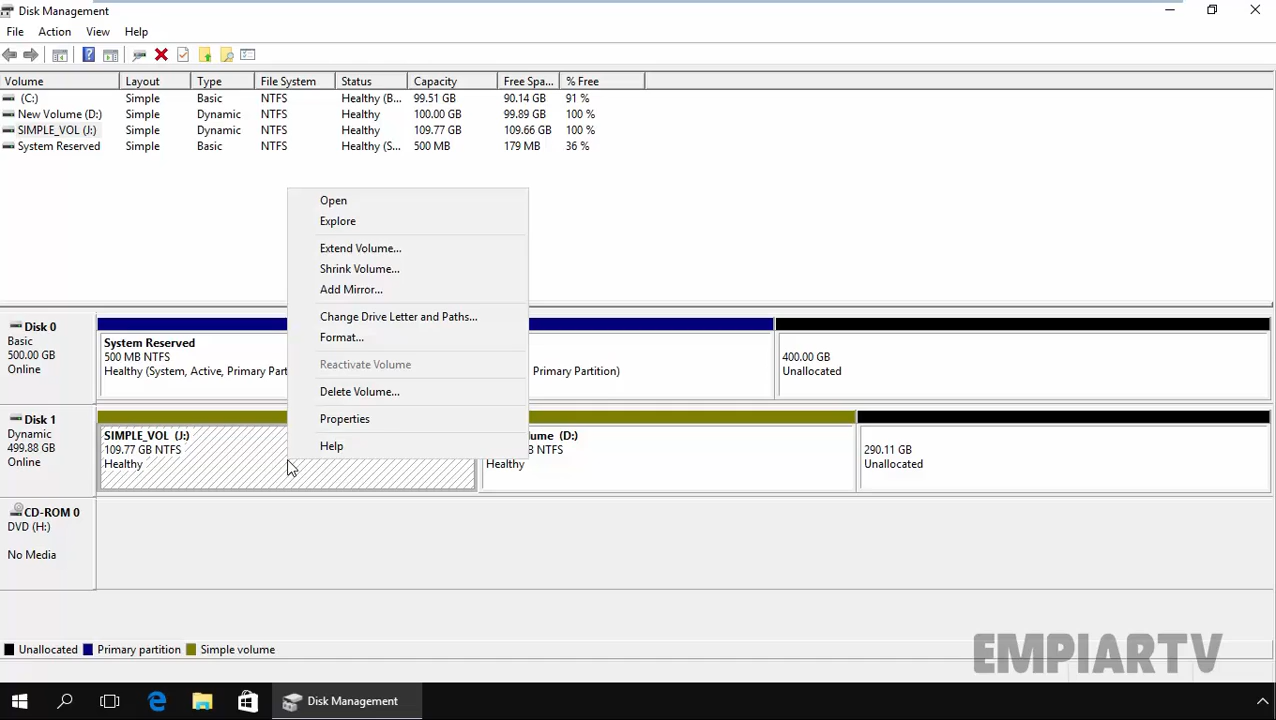 Disk Management
File Action View Help
Volume Layout Type File System Status Capacity Free Spa... % Free
(C:) Simple Basic NTFS Healthy (B... 99.51 GB 90.14 GB 91 %
New Volume (D:) Simple Dynamic NTFS Healthy 100.00 GB 99.89 GB 100 %
SIMPLE_VOL (J:) Simple Dynamic NTFS Healthy 109.77 GB 109.66 GB 100 %
System Reserved Simple Basic NTFS Healthy (S... 500 MB 179 MB 36 %
Open
Explore
Extend Volume...
Shrink Volume...
Add Mirror...
Change Drive Letter and Paths...
Format...
Reactivate Volume
Delete Volume...
Properties
Help
Disk 0
Basic
500.00 GB
Online
System Reserved
500 MB NTFS
Healthy (System, Active, Primary Part
Primary Partition)
400.00 GB
Unallocated
Disk 1
Dynamic
499.88 GB
Online
SIMPLE_VOL (J:)
109.77 GB NTFS
Healthy
ume (D:)
B NTFS
Healthy
290.11 GB
Unallocated
CD-ROM 0
DVD (H:)
No Media
Unallocated Primary partition Simple volume
EMPIARTV
Disk Management